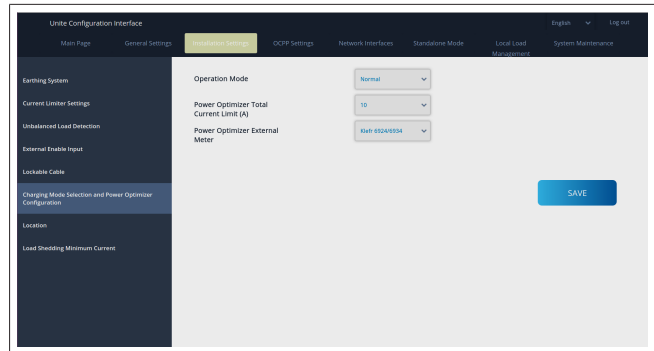 Unite Configuration Interface
English
Log out
Main Page
General Settings
Installation Settings
OCPP Settings
Network Interfaces
Standalone Mode
Local Load
Management
System Maintenance
Earthing System
Current Limiter Settings
Unbalanced Load Detection
External Enable Input
Lockable Cable
Charging Mode Selection and Power Optimizer
Configuration
Location
Load Shedding Minimum Current
Operation Mode
Normal
Power Optimizer Total
Current Limit (A)
10
Power Optimizer External
Meter
Klefr 6924/6934
SAVE